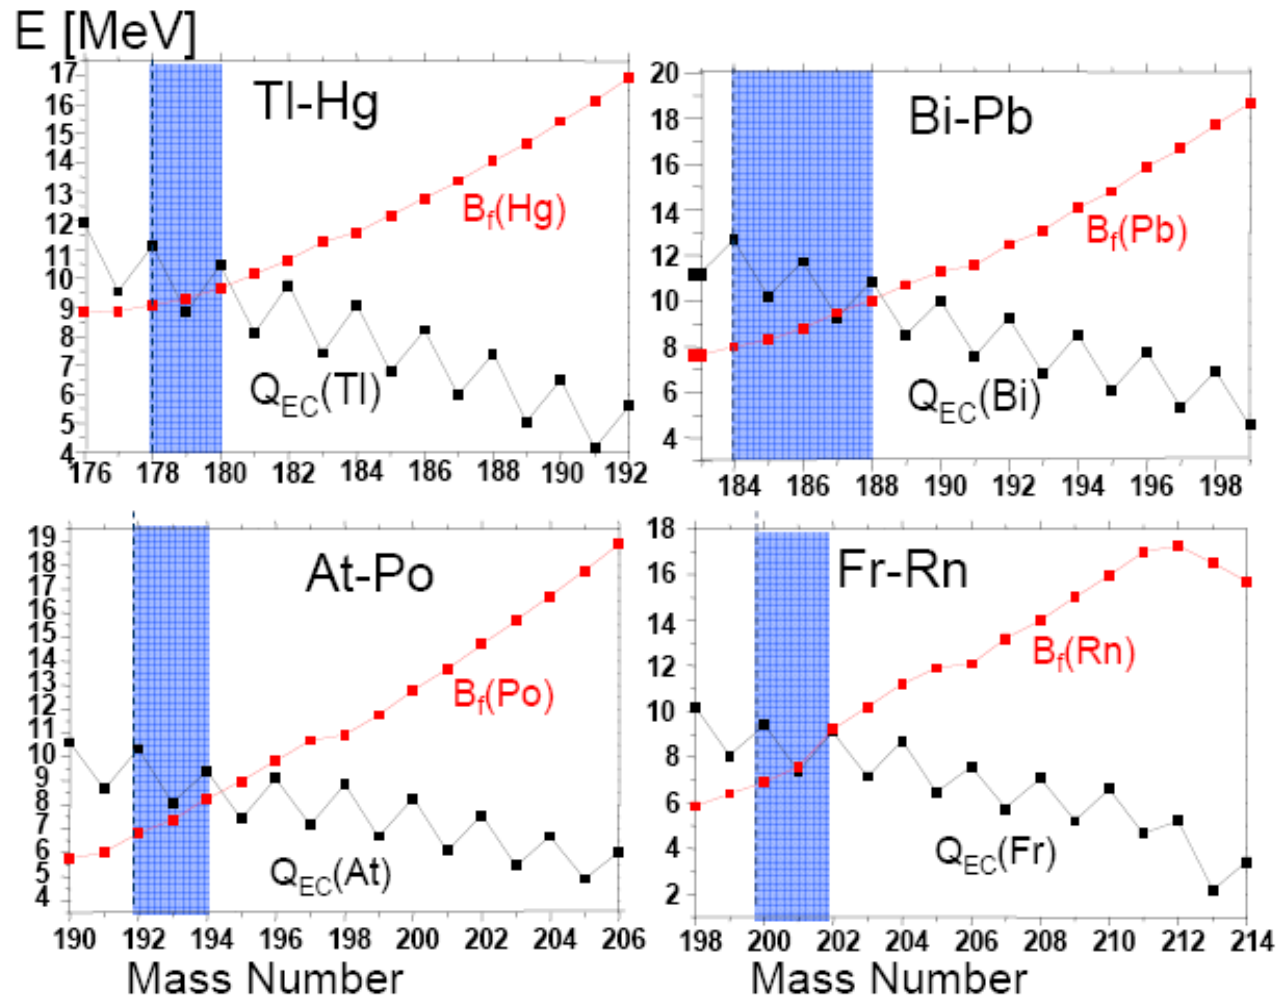 E [MeV]
Tl-Hg
17
16
15
14
13
12
11
10
9
8
7
6
5
4
B_f(Hg)
Q_EC(Tl)
176 178 180 182 184 186 188 190 192
Bi-Pb
20
18
16
14
12
10
8
6
4
B_f(Pb)
Q_EC(Bi)
184 186 188 190 192 194 196 198
At-Po
19
18
17
16
15
14
13
12
11
10
9
8
7
6
5
4
B_f(Po)
Q_EC(At)
190 192 194 196 198 200 202 204 206
Mass Number
Fr-Rn
18
16
14
12
10
8
6
4
2
B_f(Rn)
Q_EC(Fr)
198 200 202 204 206 208 210 212 214
Mass Number